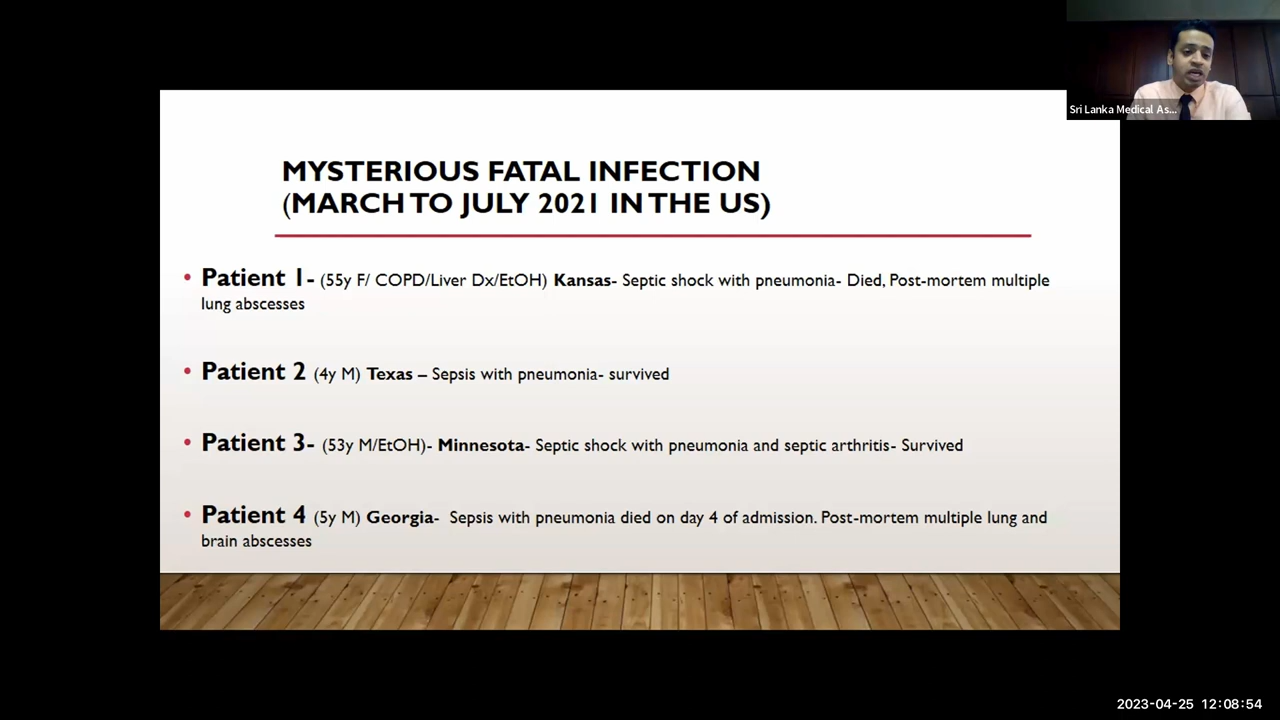 Sri Lanka Medical As...
MYSTERIOUS FATAL INFECTION
(MARCH TO JULY 2021 IN THE US)
• Patient 1- (55y F/ COPD/Liver Dx/EtOH) Kansas- Septic shock with pneumonia- Died, Post-mortem multiple
lung abscesses
• Patient 2 (4y M) Texas – Sepsis with pneumonia- survived
• Patient 3- (53y M/EtOH)- Minnesota- Septic shock with pneumonia and septic arthritis- Survived
• Patient 4 (5y M) Georgia- Sepsis with pneumonia died on day 4 of admission. Post-mortem multiple lung and
brain abscesses
2023-04-25 12:08:54